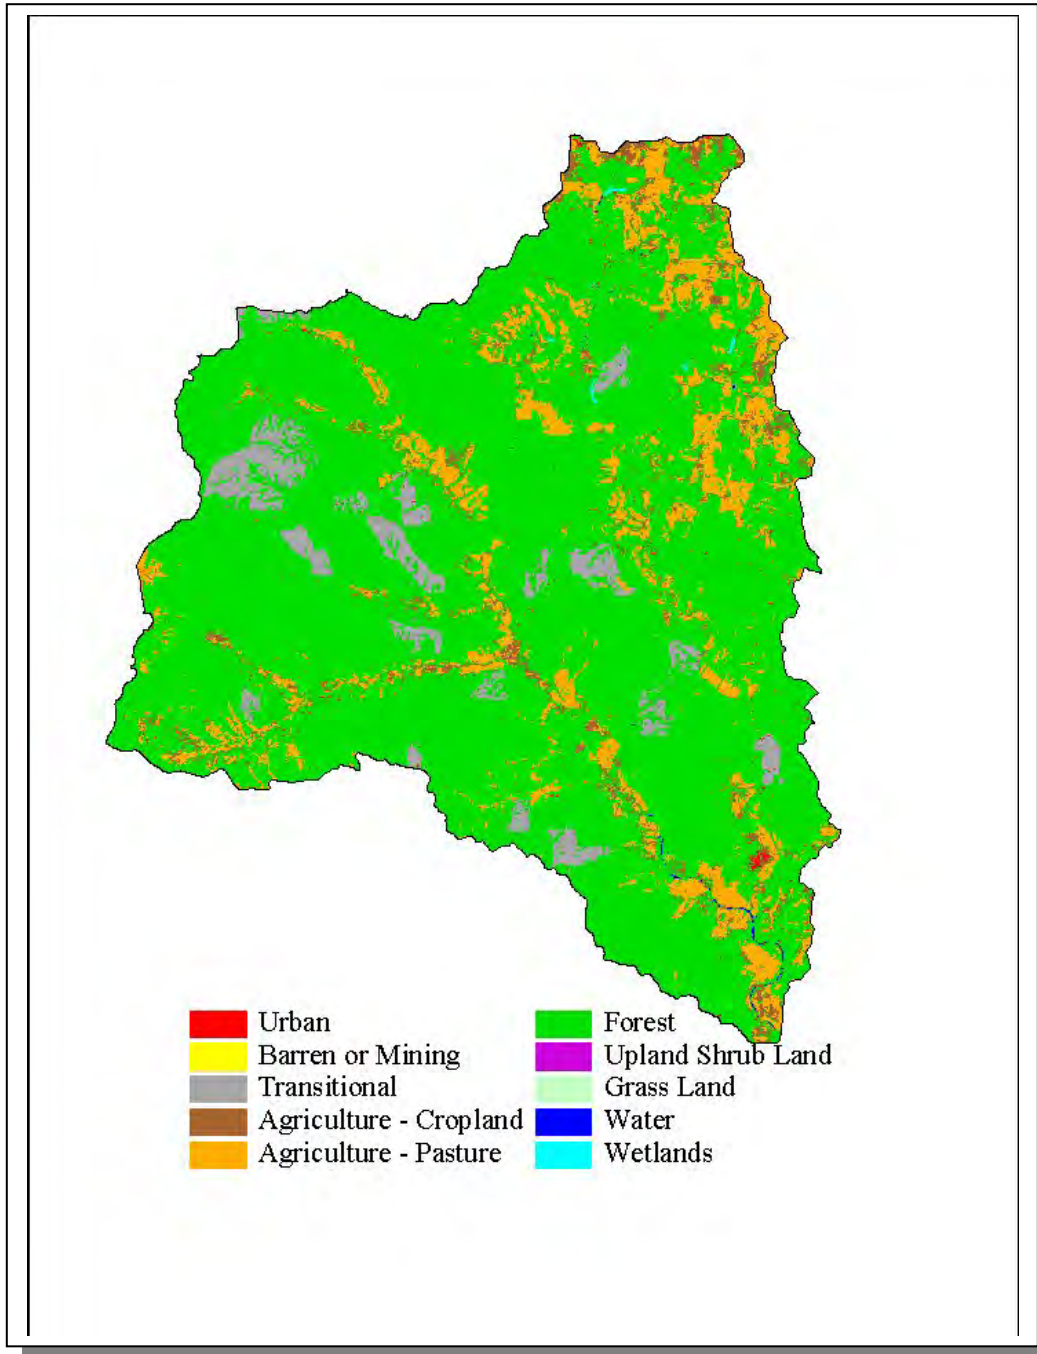 Urban
Barren or Mining
Transitional
Agriculture - Cropland
Agriculture - Pasture
Forest
Upland Shrub Land
Grass Land
Water
Wetlands